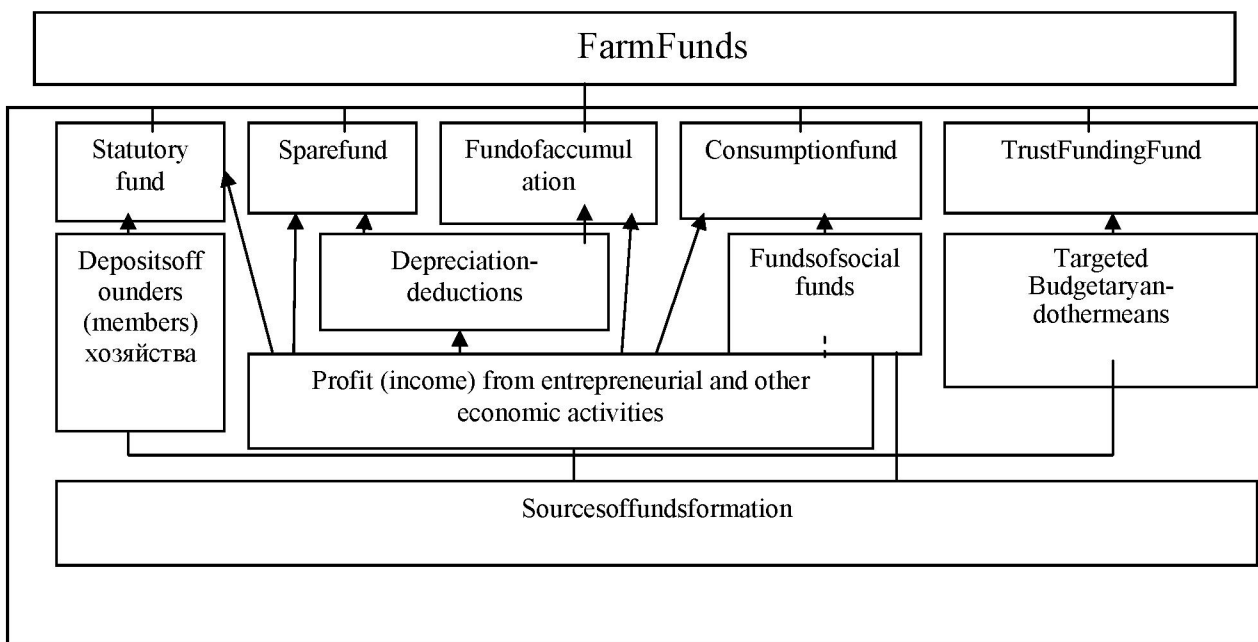 FarmFunds
Statutory
fund
Sparefund
Fundofaccumul
ation
Consumptionfund
TrustFundingFund
Depositsoff
ounders
(members)
хозяйства
Depreciation-
deductions
Fundsofsocial
funds
Targeted
Budgetaryan-
dothermeans
Profit (income) from entrepreneurial and other
economic activities
Sourcesoffundsformation